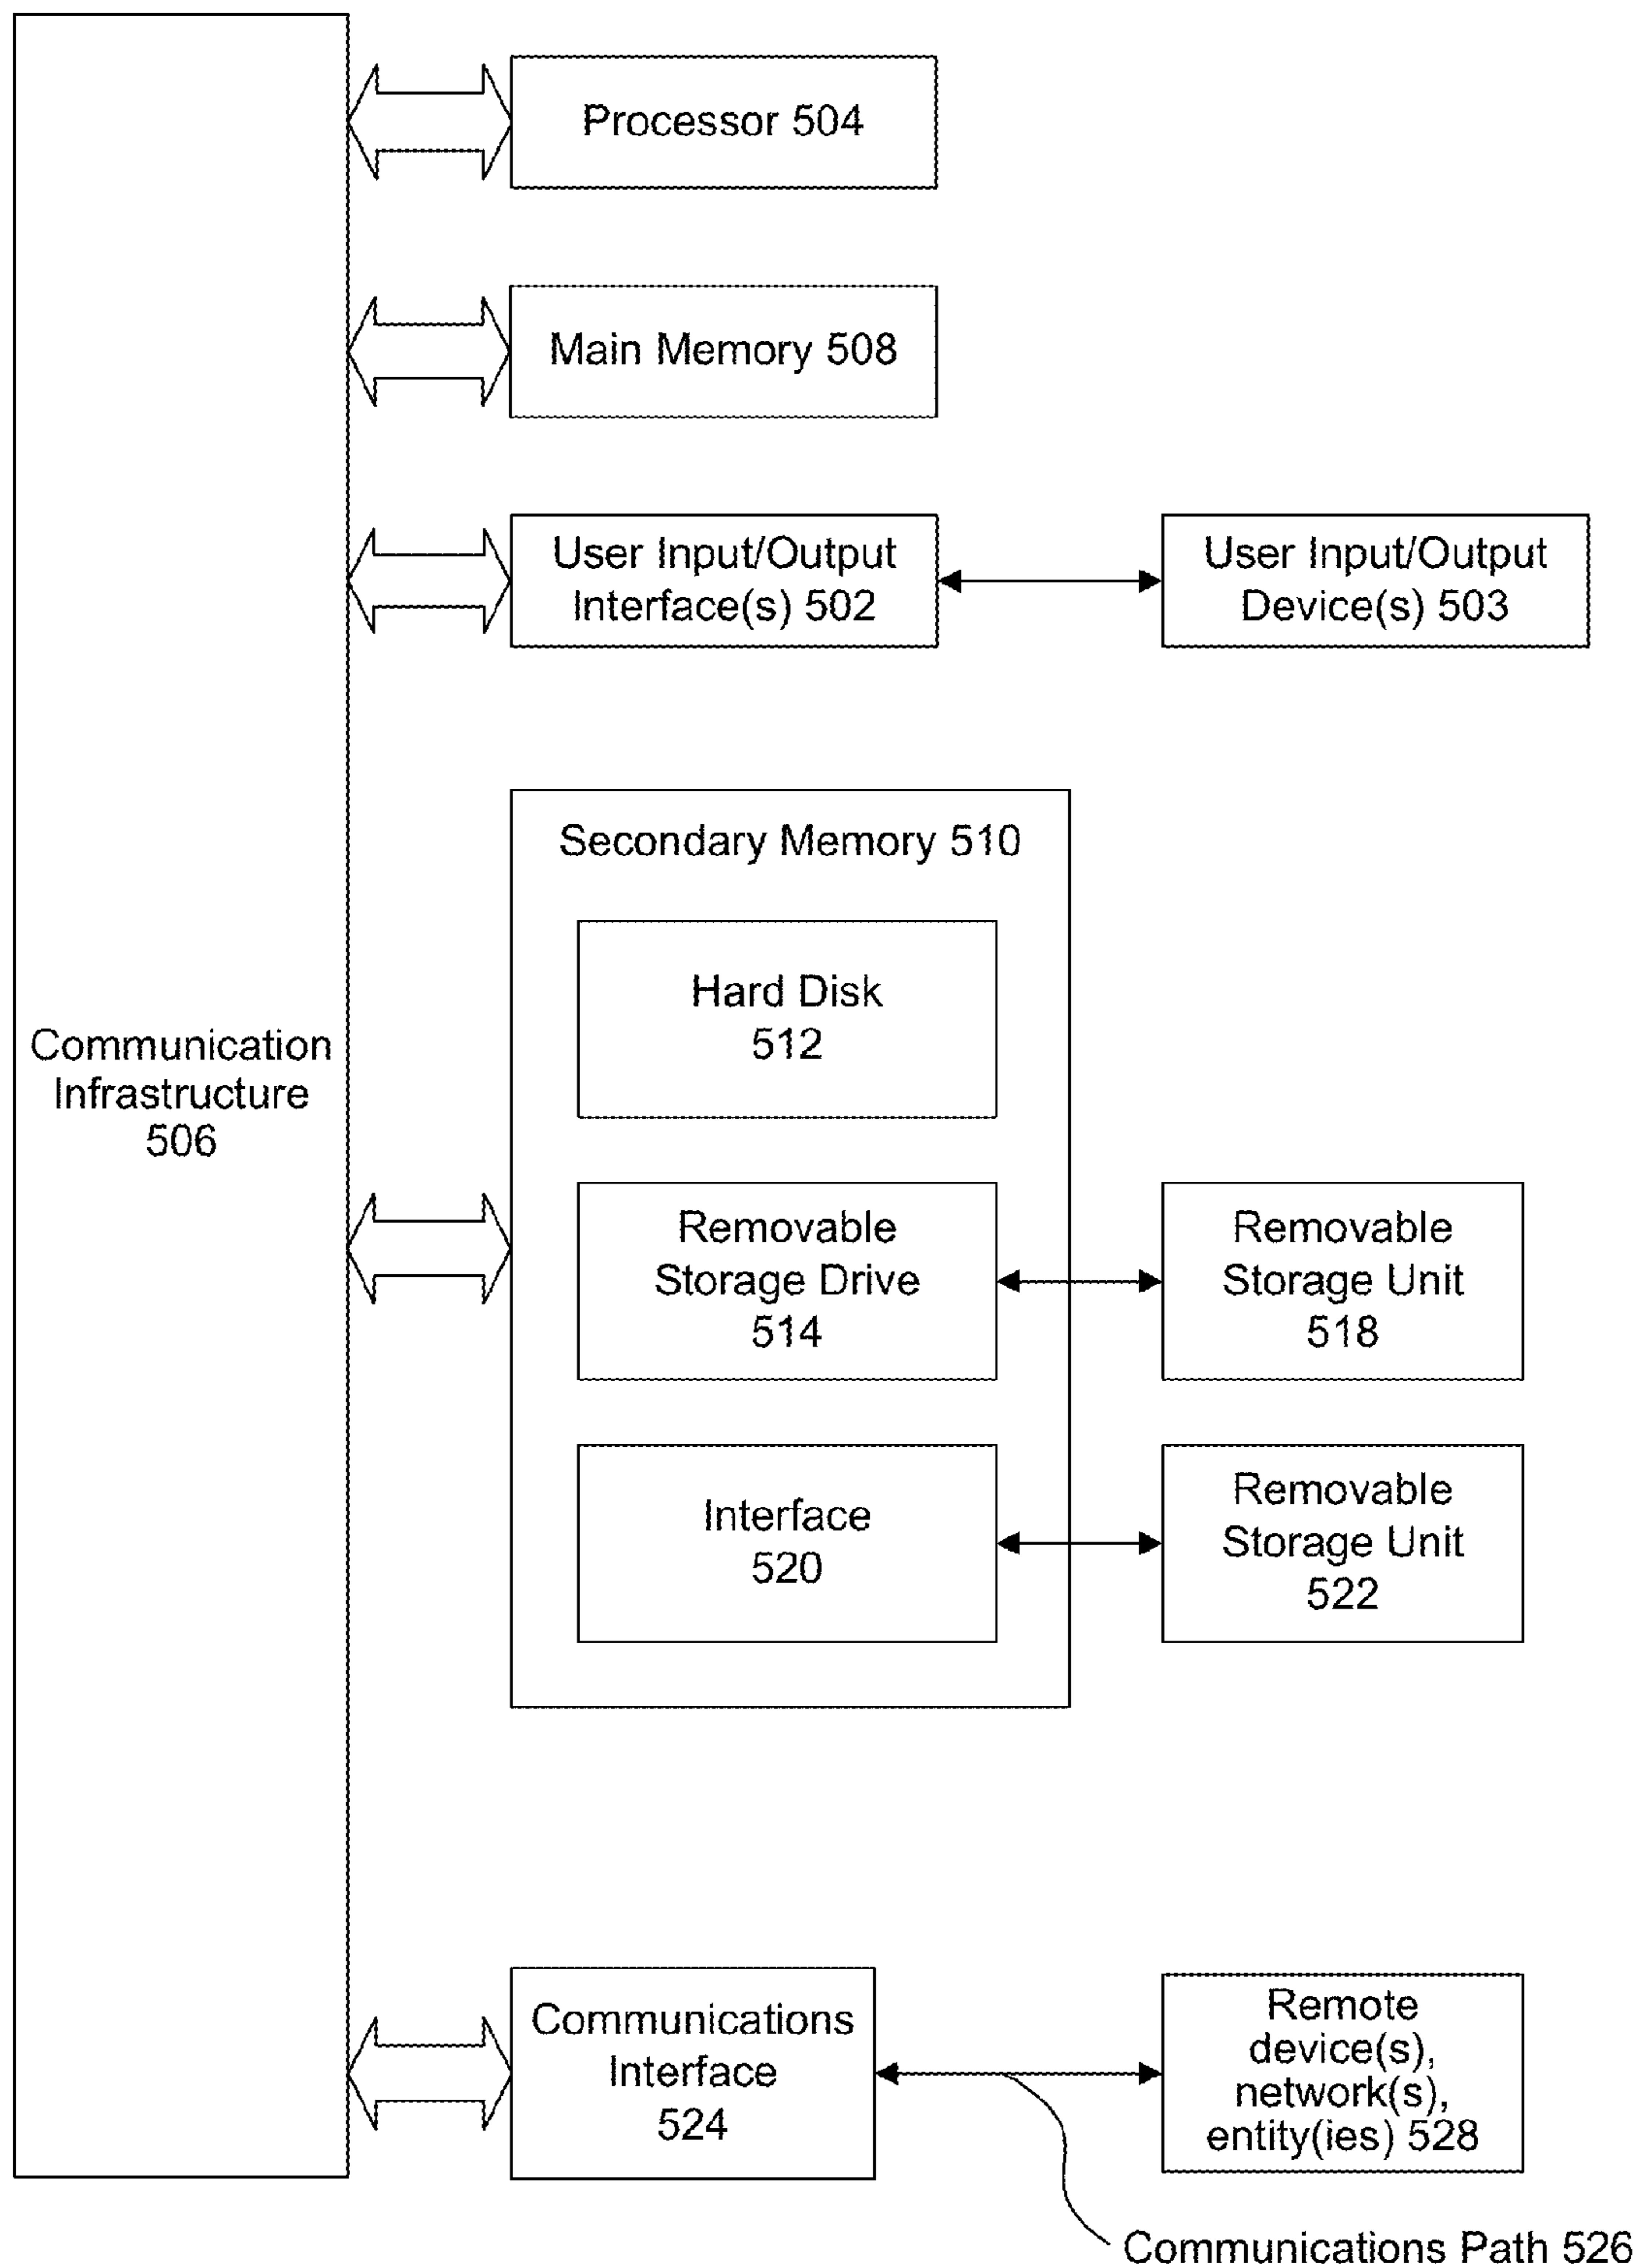 Processor 504
Main Memory 508
User Input/Output
Interface(s) 502
User Input/Output
Device(s) 503
Secondary Memory 510
Hard Disk
512
Communication
Infrastructure
506
Removable
Storage Drive
514
Removable
Storage Unit
518
Interface
520
Removable
Storage Unit
522
Communications
Interface
524
Remote
device(s),
network(s),
entity(ies) 528
Communications Path 526